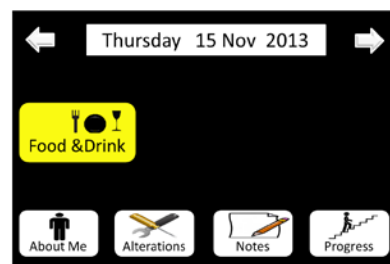 Thursday 15 Nov 2013
Food &Drink
About Me
Alterations
Notes
Progress